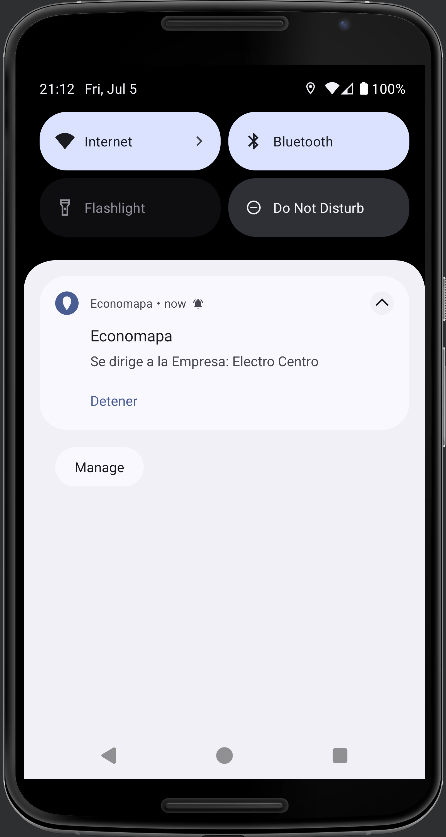 21:12 Fri, Jul 5 100%
Internet Bluetooth
Flashlight Do Not Disturb
Economapa • now
Economapa
Se dirige a la Empresa: Electro Centro
Detener
Manage